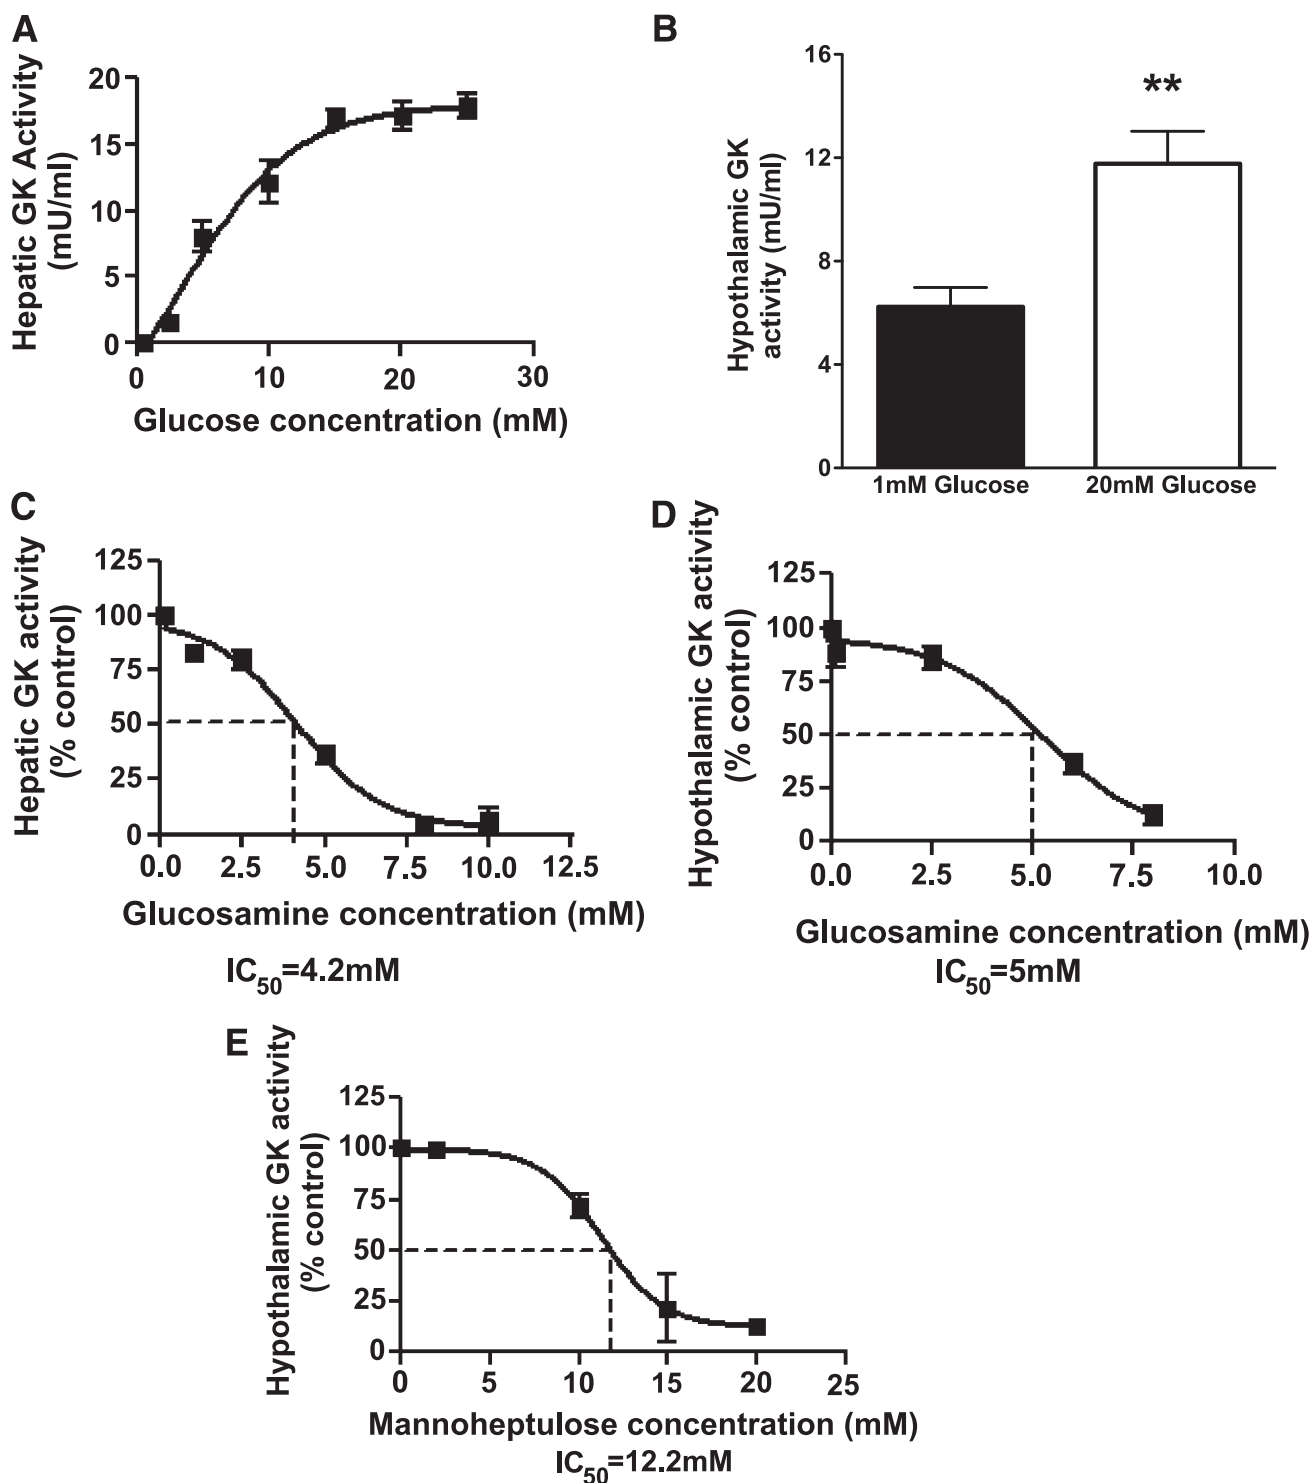 A
Hepatic GK Activity
(mU/ml)
20
15
10
5
0
0 10 20 30
Glucose concentration (mM)
B
Hypothalamic GK
activity (mU/ml)
16
12
8
4
0
**
1mM Glucose 20mM Glucose
C
Hepatic GK activity
(% control)
125
100
75
50
25
0
0.0 2.5 5.0 7.5 10.0 12.5
Glucosamine concentration (mM)
IC50=4.2mM
D
Hypothalamic GK activity
(% control)
125
100
75
50
25
0
0.0 2.5 5.0 7.5 10.0
Glucosamine concentration (mM)
IC50=5mM
E
Hypothalamic GK activity
(% control)
125
100
75
50
25
0
0 5 10 15 20 25
Mannoheptulose concentration (mM)
IC50=12.2mM